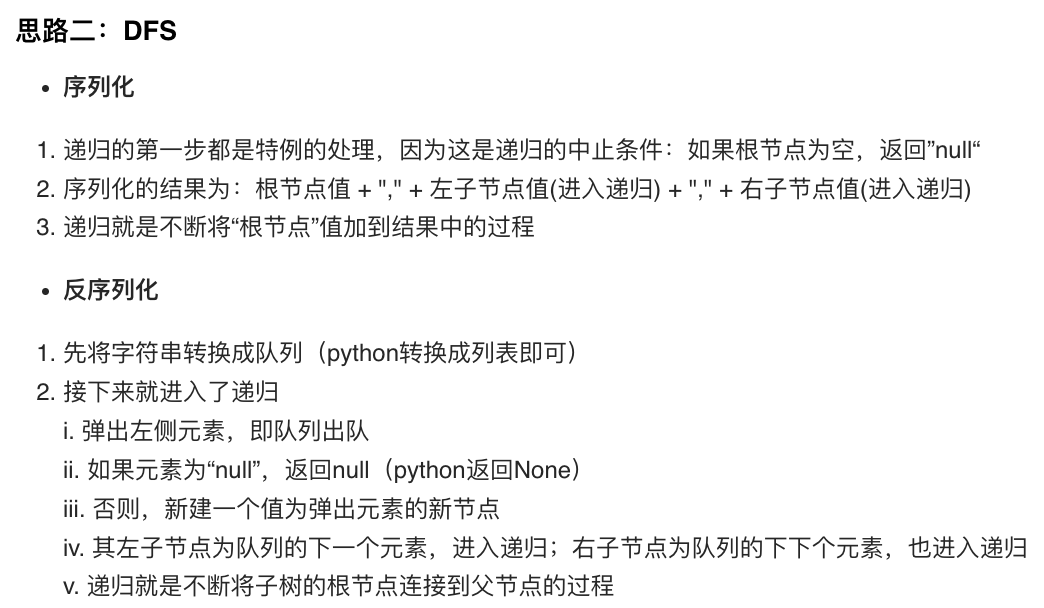 思路二：DFS
• 序列化
1. 递归的第一步都是特例的处理，因为这是递归的中止条件：如果根节点为空，返回”null“
2. 序列化的结果为：根节点值 + "," + 左子节点值(进入递归) + "," + 右子节点值(进入递归)
3. 递归就是不断将“根节点”值加到结果中的过程
• 反序列化
1. 先将字符串转换成队列（python转换成列表即可）
2. 接下来就进入了递归
i. 弹出左侧元素，即队列出队
ii. 如果元素为“null”，返回null（python返回None）
iii. 否则，新建一个值为弹出元素的新节点
iv. 其左子节点为队列的下一个元素，进入递归；右子节点为队列的下下个元素，也进入递归
v. 递归就是不断将子树的根节点连接到父节点的过程